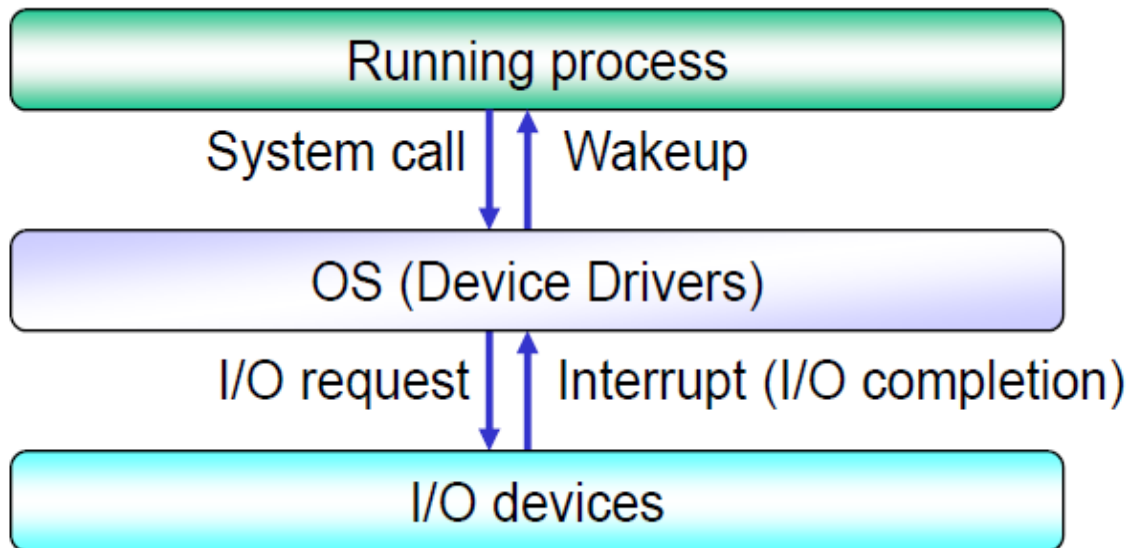 Running process
System call Wakeup
OS (Device Drivers)
I/O request Interrupt (I/O completion)
I/O devices